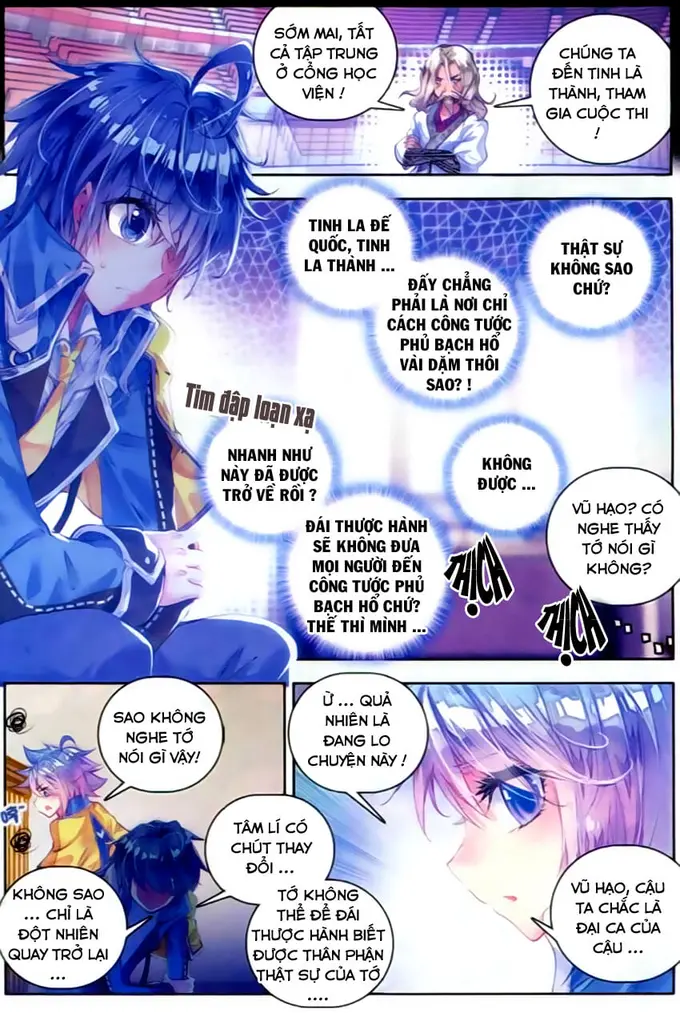 SỚM MAI, TẤT
CẢ TẬP TRUNG
Ở CỔNG HỌC
VIỆN !
CHÚNG TA
ĐẾN TINH LA
THÀNH, THAM
GIA CUỘC THI
!
TINH LA ĐẾ
QUỐC, TINH
LA THÀNH ...
ĐẤY CHẲNG
PHẢI LÀ NƠI CHỈ
CÁCH CÔNG TƯỚC
PHỦ BẠCH HỔ
VÀI DẶM THÔI
SAO? !
THẬT SỰ
KHÔNG SAO
CHỨ?
Tim đập loạn xạ
NHANH NHƯ
NÀY ĐÃ ĐƯỢC
TRỞ VỀ RỒI ?
KHÔNG
ĐƯỢC ...
ĐÁI THƯỢC HÀNH
SẼ KHÔNG ĐƯA
MỌI NGƯỜI ĐẾN
CÔNG TƯỚC PHỦ
BẠCH HỔ CHỨ?
THẾ THÌ MÌNH ...
VŨ HẠO? CÓ
NGHE THẤY
TỚ NÓI GÌ
KHÔNG?
THỊCH
THỊCH
SAO KHÔNG
NGHE TỚ
NÓI GÌ VẬY!
Ừ ... QUẢ
NHIÊN LÀ
ĐANG LO
CHUYỆN NÀY !
哼~
TÂM LÍ CÓ
CHÚT THAY
ĐỔI ...
KHÔNG SAO
... CHỈ LÀ
ĐỘT NHIÊN
QUAY TRỞ LẠI
...
TỚ KHÔNG
THỂ ĐỂ ĐÁI
THƯỢC HÀNH BIẾT
ĐƯỢC THÂN PHẬN
THẬT SỰ CỦA TỚ
....
VŨ HẠO, CẬU
TA CHẮC LÀ
ĐẠI CA CỦA
CẬU ...